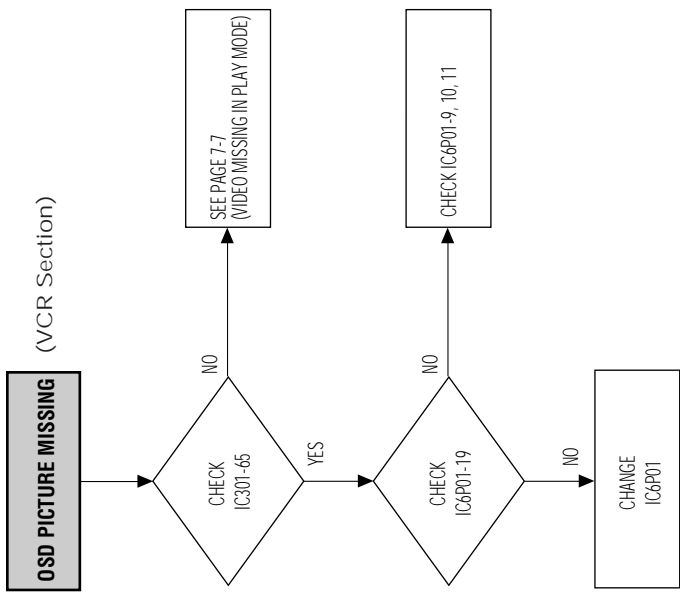 OSD PICTURE MISSING
(VCR Section)
CHECK
IC301-65
NO
SEE PAGE 7-7
(VIDEO MISSING IN PLAY MODE)
YES
CHECK
IC6P01-19
NO
CHECK IC6P01-9, 10, 11
NO
CHANGE
IC6P01